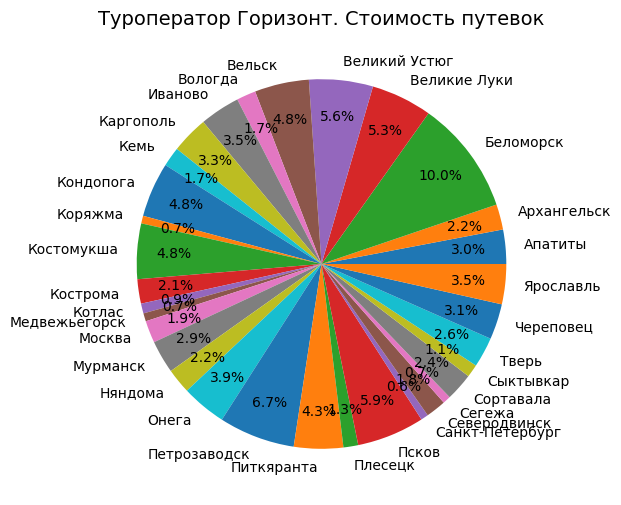 Туроператор Горизонт. Стоимость путевок
Апатиты
3.0%
Архангельск
2.2%
Беломорск
10.0%
Великие Луки
5.3%
Великий Устюг
5.6%
Вельск
4.8%
Вологда
1.7%
Иваново
3.5%
Каргополь
3.3%
Кемь
1.7%
Кондопога
4.8%
Коряжма
0.7%
Костомукша
4.8%
Кострома
2.1%
Котлас
0.9%
Медвежьегорск
0.7%
Москва
1.9%
Мурманск
2.9%
Няндома
2.2%
Онега
3.9%
Петрозаводск
6.7%
Питкяранта
4.3%
Плесецк
1.3%
Псков
5.9%
Санкт-Петербург
0.6%
Северодвинск
1.8%
Сегежа
0.7%
Сортавала
2.4%
Сыктывкар
1.1%
Тверь
2.6%
Череповец
3.1%
Ярославль
3.5%